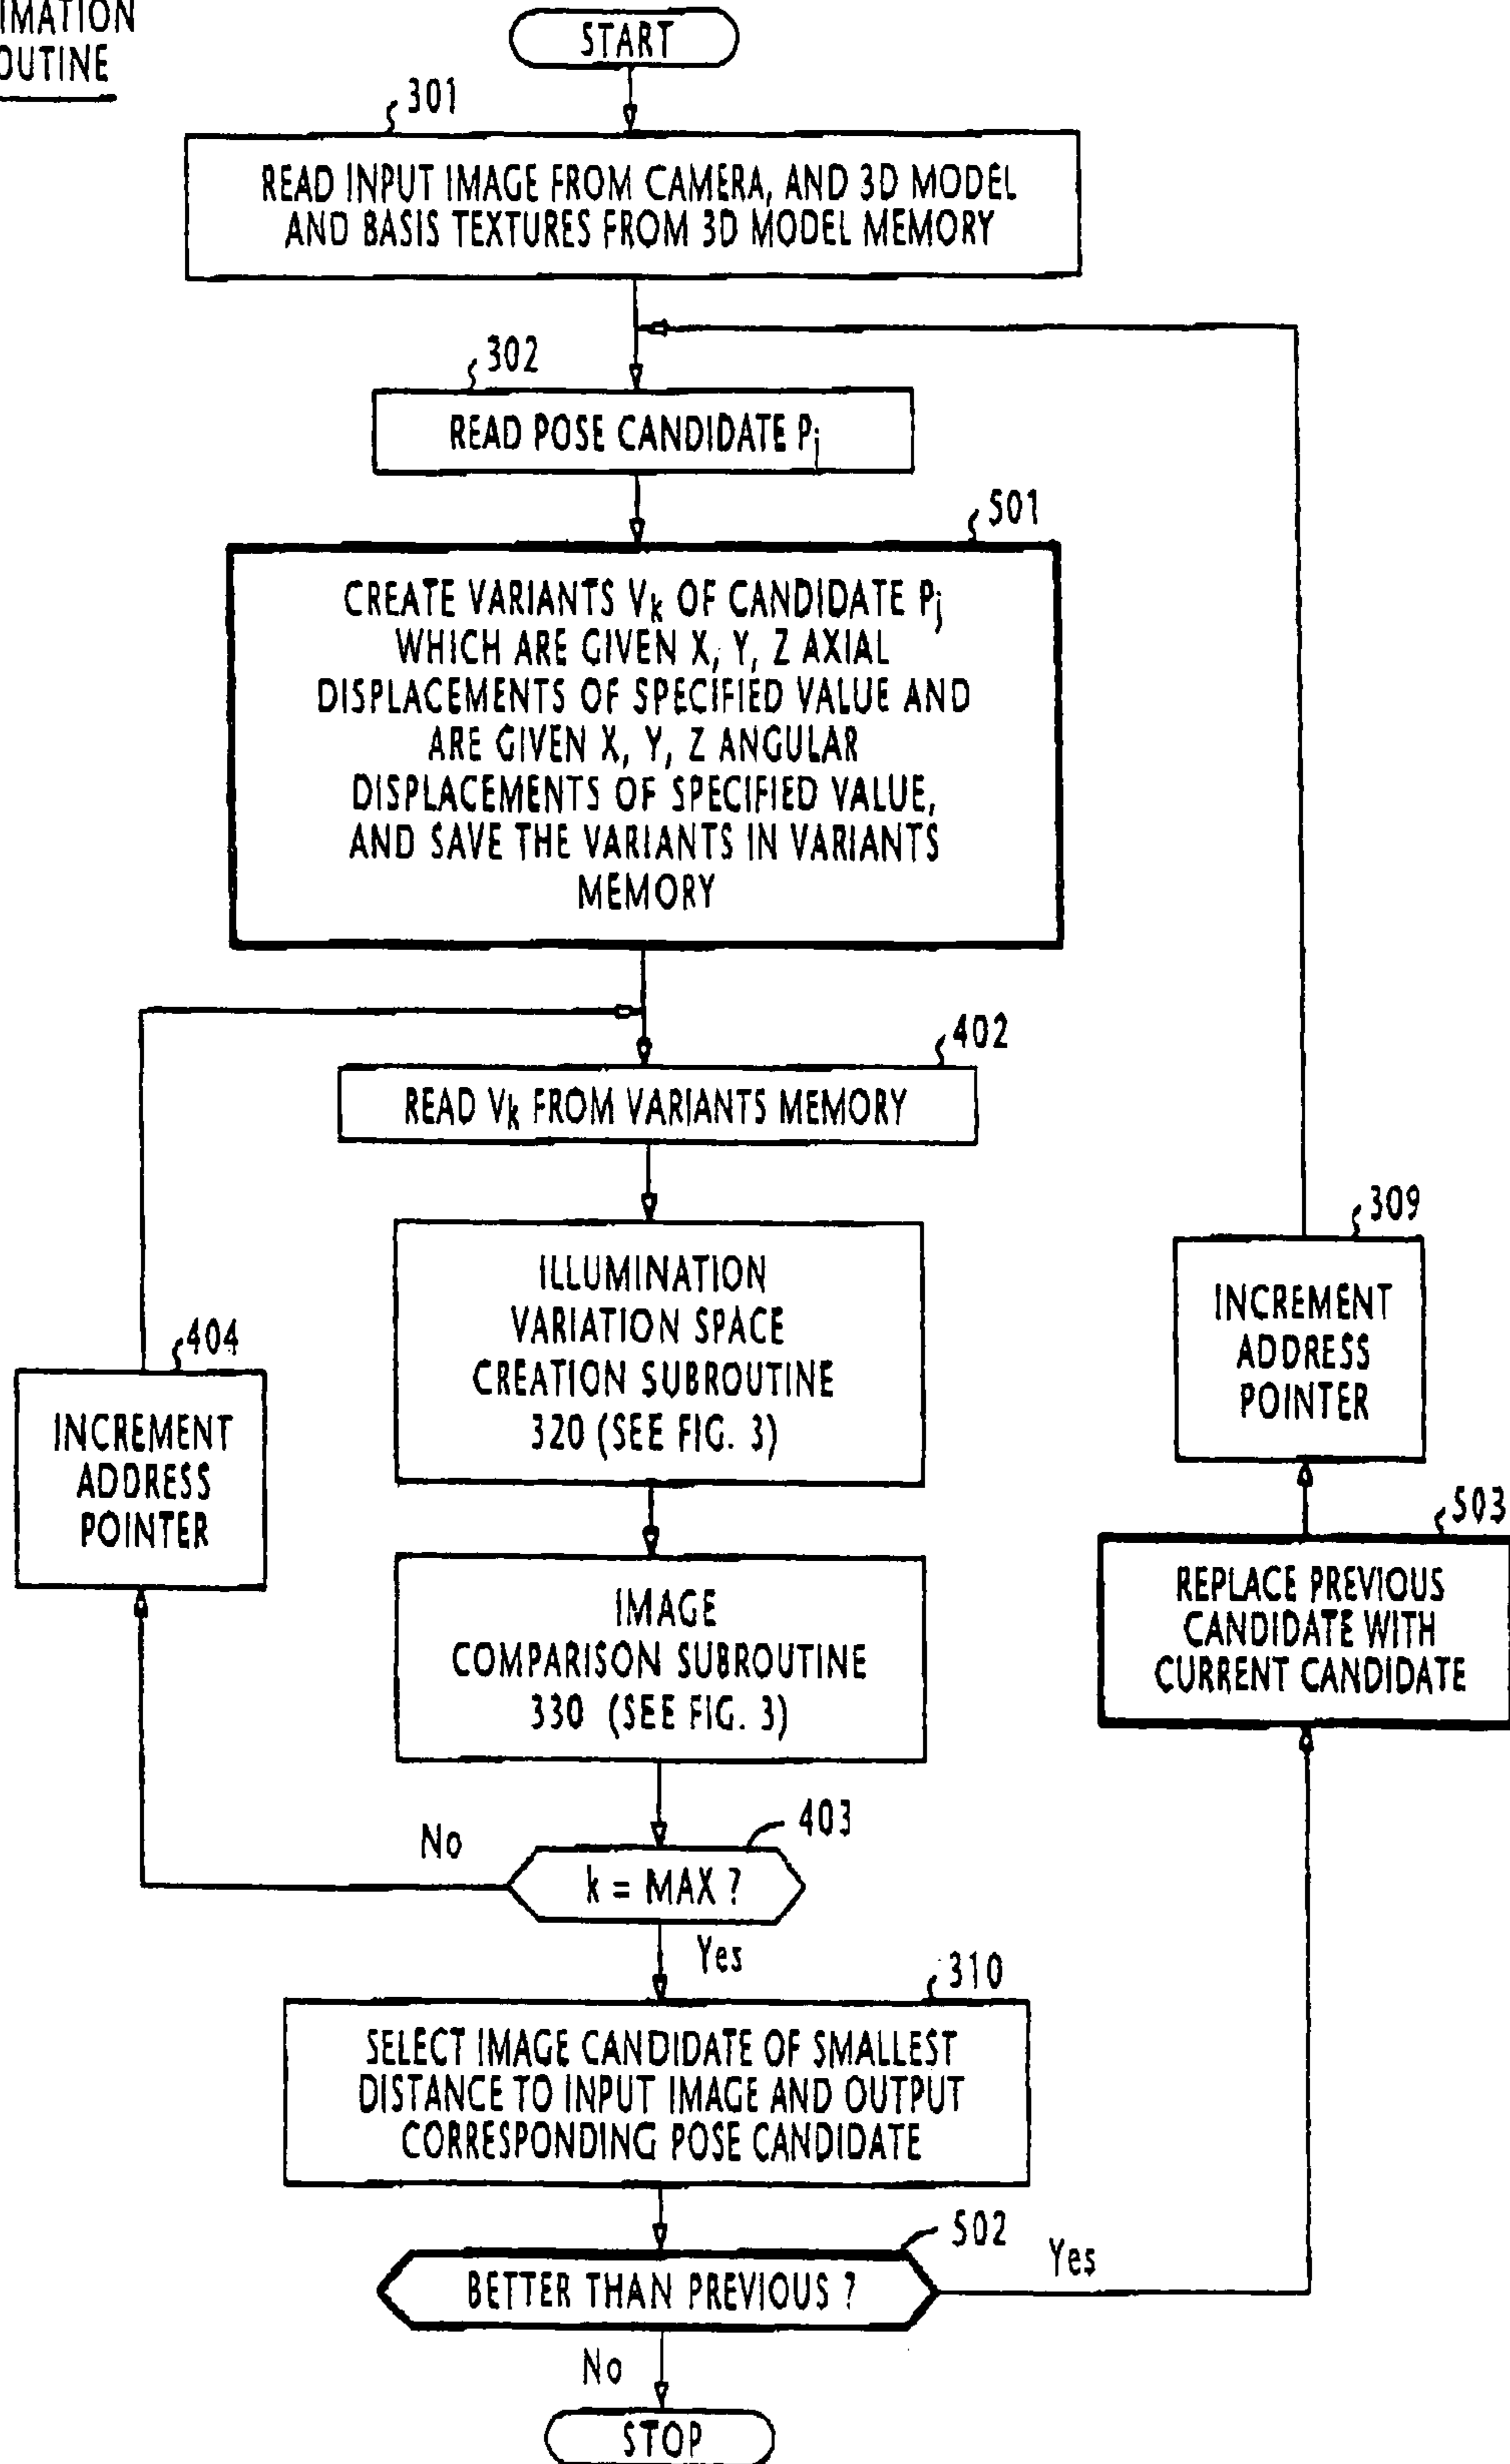 IMATION
OUTINE
START
301
READ INPUT IMAGE FROM CAMERA, AND 3D MODEL
AND BASIS TEXTURES FROM 3D MODEL MEMORY
302
READ POSE CANDIDATE Pj
501
CREATE VARIANTS Vk OF CANDIDATE Pj
WHICH ARE GIVEN X, Y, Z AXIAL
DISPLACEMENTS OF SPECIFIED VALUE AND
ARE GIVEN X, Y, Z ANGULAR
DISPLACEMENTS OF SPECIFIED VALUE,
AND SAVE THE VARIANTS IN VARIANTS
MEMORY
402
READ Vk FROM VARIANTS MEMORY
309
INCREMENT
ADDRESS
POINTER
ILLUMINATION
VARIATION SPACE
CREATION SUBROUTINE
320 (SEE FIG. 3)
404
INCREMENT
ADDRESS
POINTER
503
REPLACE PREVIOUS
CANDIDATE WITH
CURRENT CANDIDATE
IMAGE
COMPARISON SUBROUTINE
330 (SEE FIG. 3)
403
No
k = MAX ?
Yes
310
SELECT IMAGE CANDIDATE OF SMALLEST
DISTANCE TO INPUT IMAGE AND OUTPUT
CORRESPONDING POSE CANDIDATE
502
Yes
BETTER THAN PREVIOUS ?
No
STOP